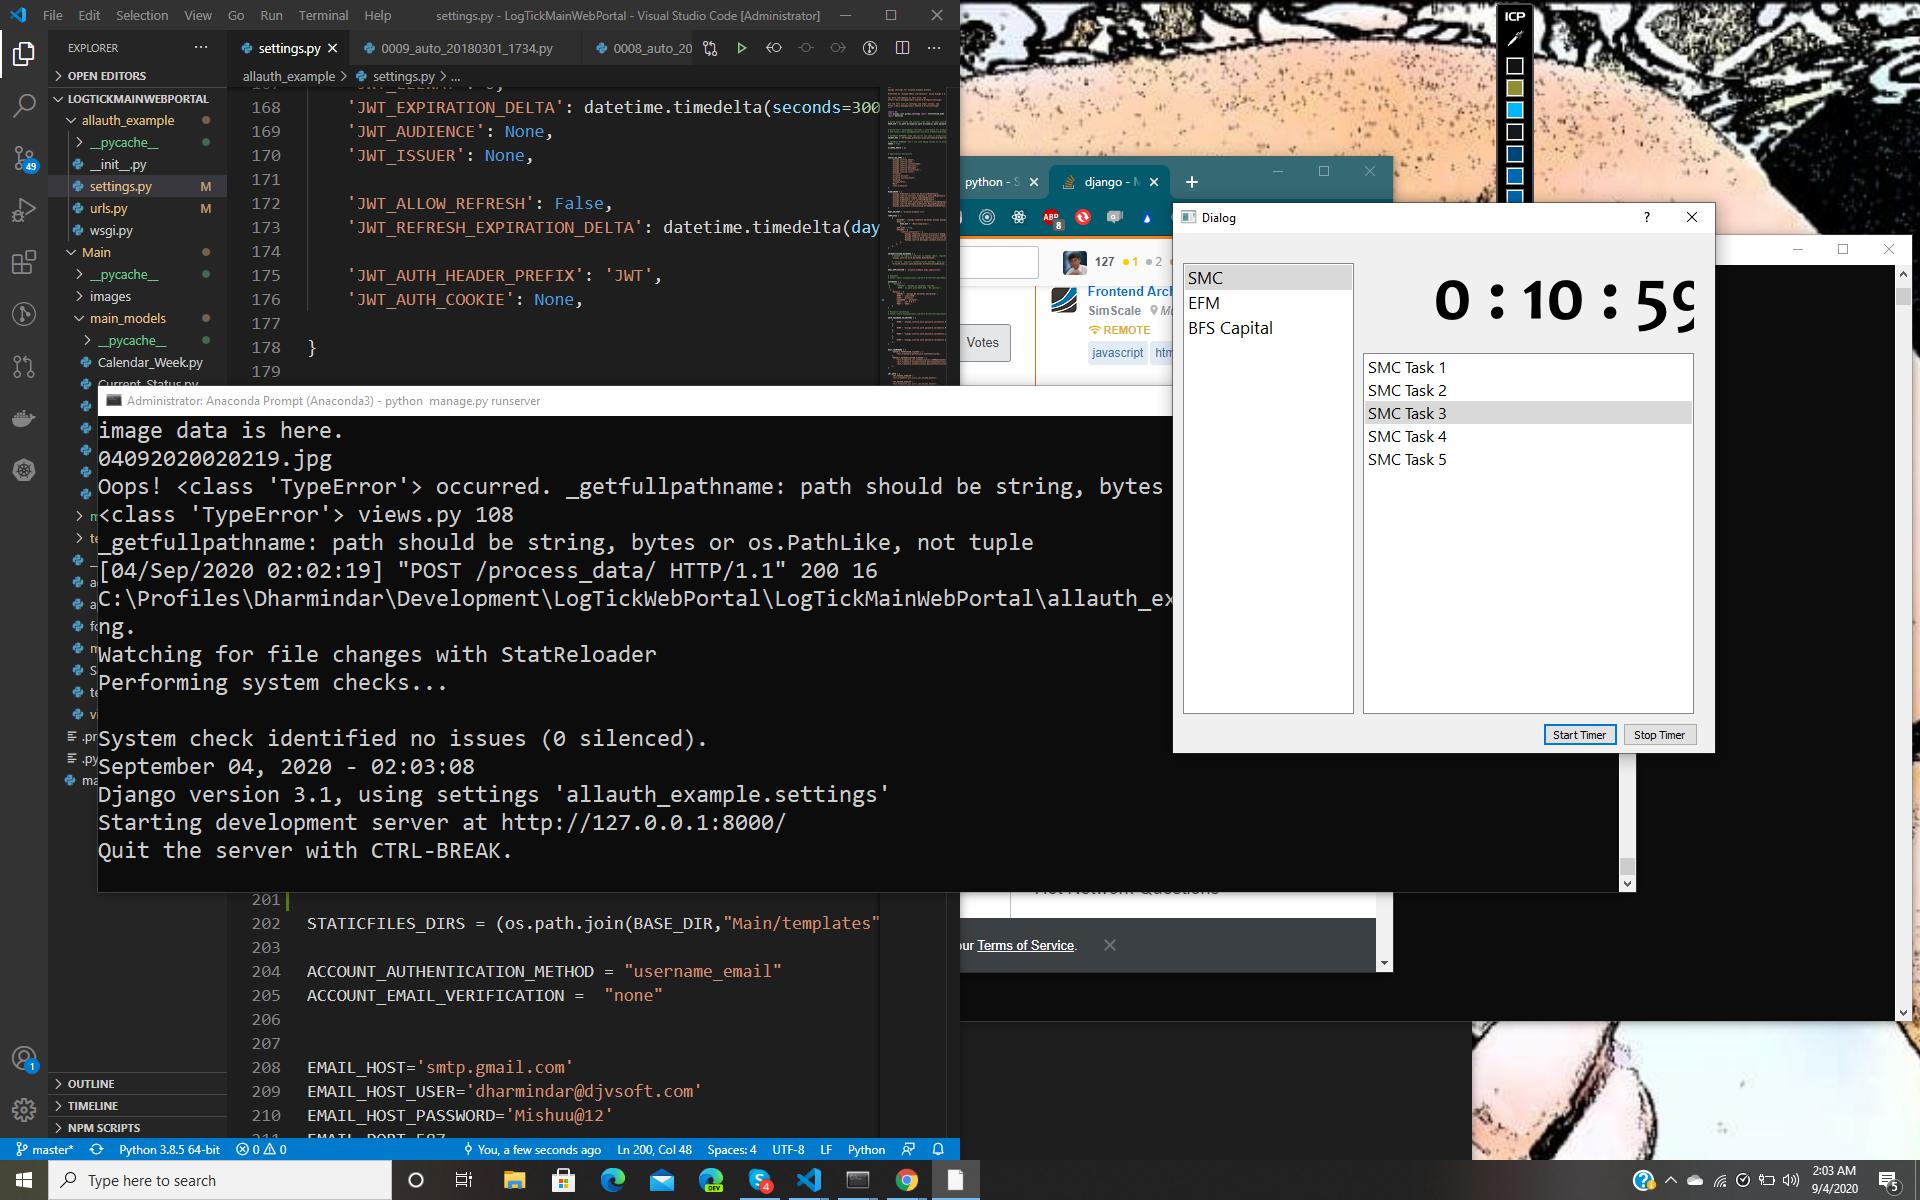 File Edit Selection View Go Run Terminal Help
settings.py - LogTickMainWebPortal - Visual Studio Code [Administrator]
EXPLORER
OPEN EDITORS
LOGTICKMAINWEBPORTAL
allauth_example
__pycache__
__init__.py
settings.py M
urls.py M
wsgi.py
Main
__pycache__
images
main_models
__pycache__
Calendar_Week.py
Current_Status.py
OUTLINE
TIMELINE
NPM SCRIPTS
49
1
settings.py
0009_auto_20180301_1734.py
0008_auto_20
allauth_example > settings.py > ...
168 'JWT_EXPIRATION_DELTA': datetime.timedelta(seconds=300
169 'JWT_AUDIENCE': None,
170 'JWT_ISSUER': None,
171
172 'JWT_ALLOW_REFRESH': False,
173 'JWT_REFRESH_EXPIRATION_DELTA': datetime.timedelta(day
174
175 'JWT_AUTH_HEADER_PREFIX': 'JWT',
176 'JWT_AUTH_COOKIE': None,
177
178 }
179
Administrator: Anaconda Prompt (Anaconda3) - python manage.py runserver
image data is here.
04092020020219.jpg
Oops! <class 'TypeError'> occurred. _getfullpathname: path should be string, bytes
<class 'TypeError'> views.py 108
_getfullpathname: path should be string, bytes or os.PathLike, not tuple
[04/Sep/2020 02:02:19] "POST /process_data/ HTTP/1.1" 200 16
C:\Profiles\Dharmindar\Development\LogTickWebPortal\LogTickMainWebPortal\allauth_ex
ng.
Watching for file changes with StatReloader
Performing system checks...
System check identified no issues (0 silenced).
September 04, 2020 - 02:03:08
Django version 3.1, using settings 'allauth_example.settings'
Starting development server at http://127.0.0.1:8000/
Quit the server with CTRL-BREAK.
201
202 STATICFILES_DIRS = (os.path.join(BASE_DIR,"Main/templates"
203
204 ACCOUNT_AUTHENTICATION_METHOD = "username_email"
205 ACCOUNT_EMAIL_VERIFICATION = "none"
206
207
208 EMAIL_HOST='smtp.gmail.com'
209 EMAIL_HOST_USER='dharmindar@djvsoft.com'
210 EMAIL_HOST_PASSWORD='Mishuu@12'
master* Python 3.8.5 64-bit 0 0 You, a few seconds ago Ln 200, Col 48 Spaces: 4 UTF-8 LF Python
python - S
django - M
ABP
8
127 1 2
Frontend Arch
SimScale
REMOTE
javascript
Votes
our Terms of Service.
ICP
Dialog
? 
SMC
EFM
BFS Capital
0 : 10 : 59
SMC Task 1
SMC Task 2
SMC Task 3
SMC Task 4
SMC Task 5
Start Timer
Stop Timer
Type here to search
DEV
4
2:03 AM
9/4/2020
5